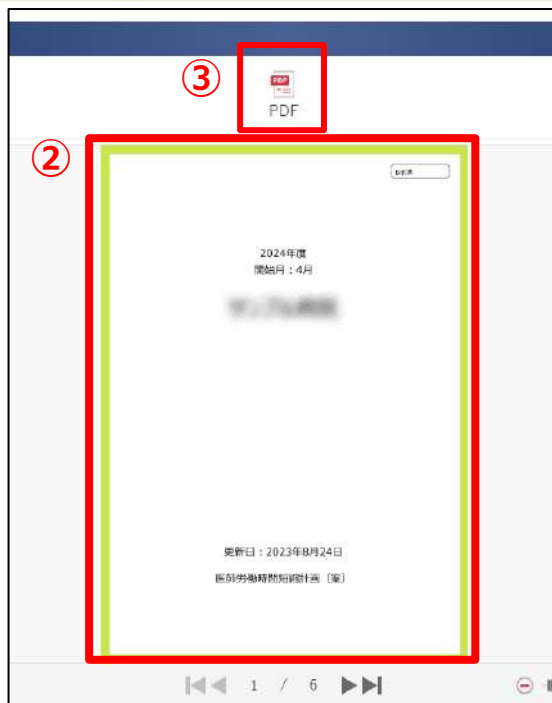 ③
PDF
PDF
②
2024年度
開始月：4月
更新日：2023年8月24日
医師労働時間短縮計画（案）
1 / 6